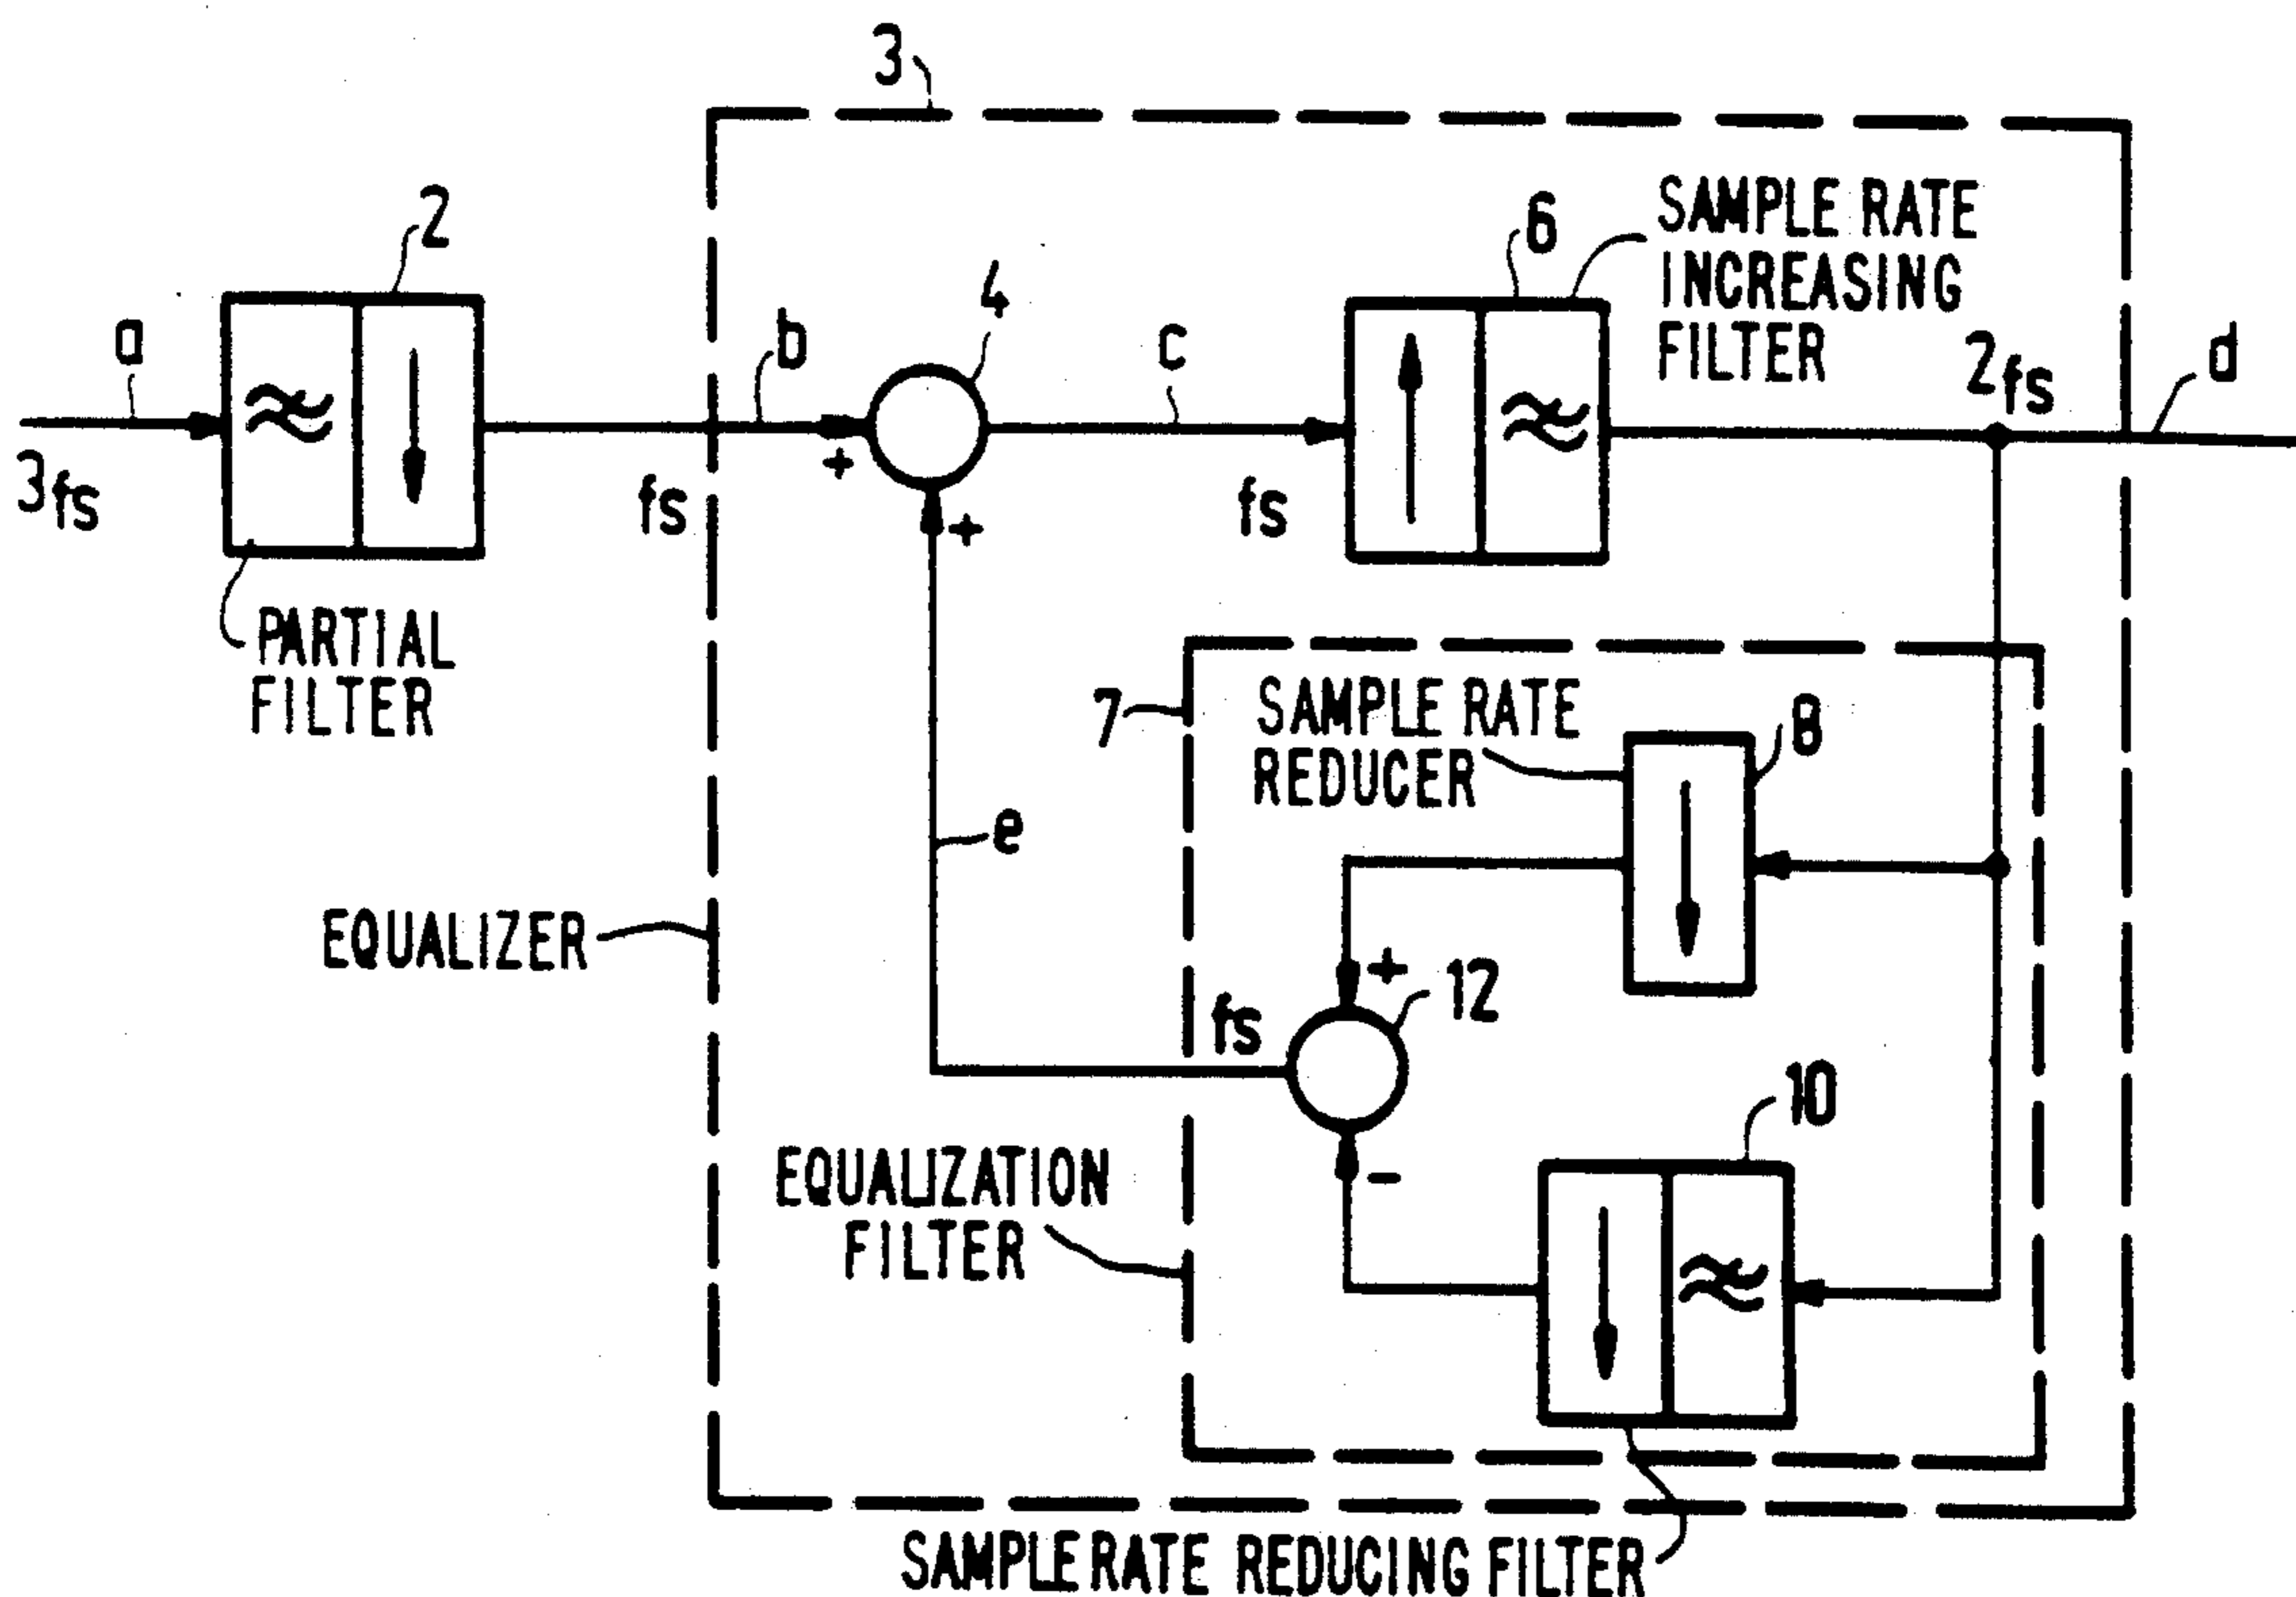 3
2
6
SAMPLE RATE
INCREASING
FILTER
4
a
b
c
2fs
d
+
3fs
fs
+
fs
PARTIAL
FILTER
7
SAMPLE RATE
REDUCER
8
e
EQUALIZER
+
12
fs
10
EQUALIZATION
FILTER
-
SAMPLE RATE REDUCING FILTER